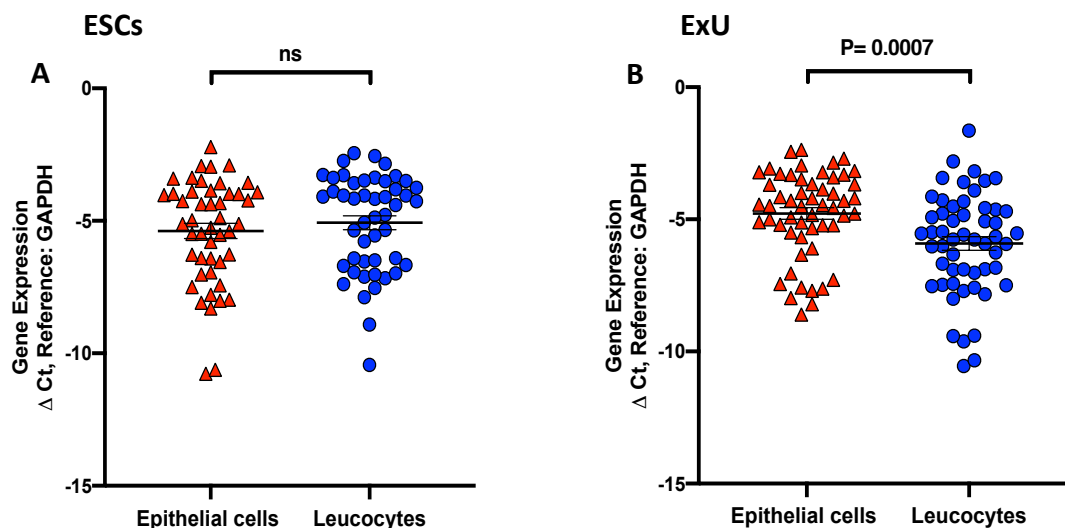 ESCs
A
ns
Gene Expression
Δ Ct, Reference: GAPDH
0
-5
-10
-15
Epithelial cells
Leucocytes
ExU
B
P= 0.0007
Gene Expression
Δ Ct, Reference: GAPDH
0
-5
-10
-15
Epithelial cells
Leucocytes